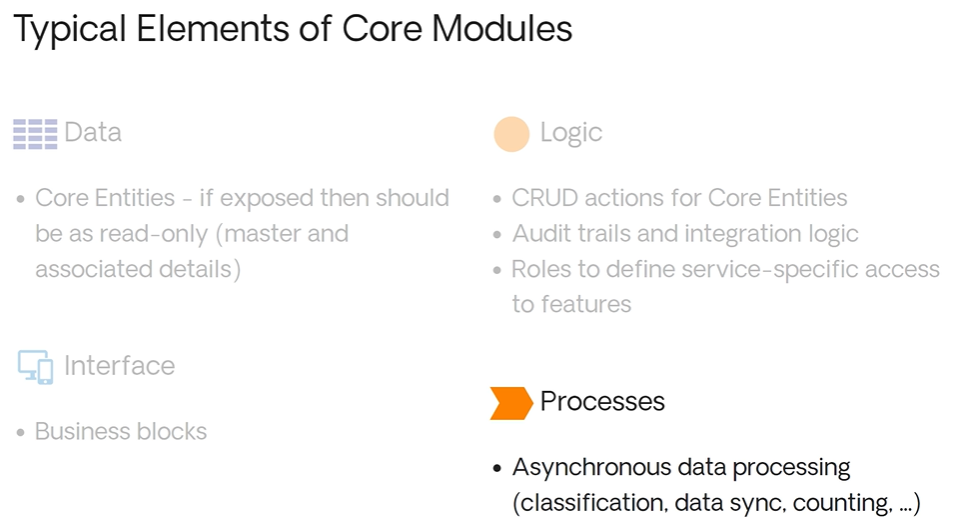 Typical Elements of Core Modules
Data
• Core Entities - if exposed then should
be as read-only (master and
associated details)
Interface
• Business blocks
Logic
• CRUD actions for Core Entities
• Audit trails and integration logic
• Roles to define service-specific access
to features
Processes
• Asynchronous data processing
(classification, data sync, counting, ...)